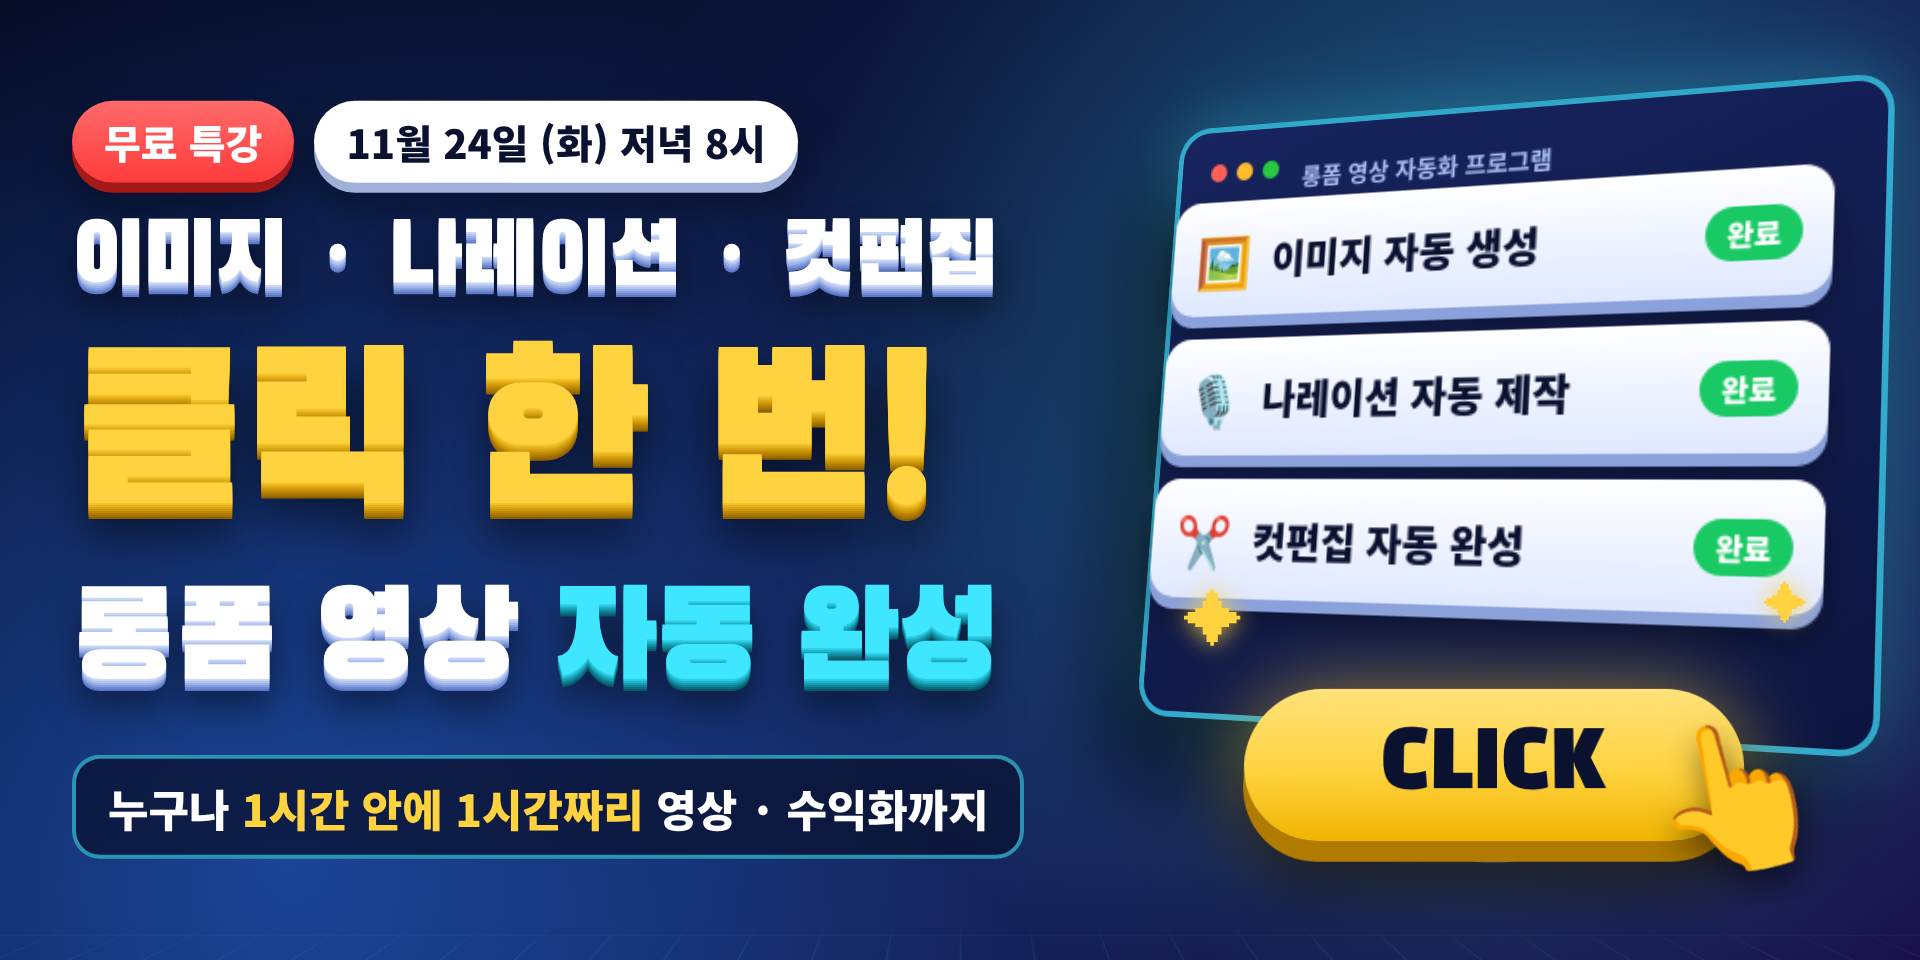 무료 특강
11월 24일 (화) 저녁 8시
이미지 · 나레이션 · 컷편집
클릭 한 번!
롱폼 영상 자동 완성
누구나 1시간 안에 1시간짜리 영상 · 수익화까지
롱폼 영상 자동화 프로그램
이미지 자동 생성 완료
나레이션 자동 제작 완료
컷편집 자동 완성 완료
CLICK